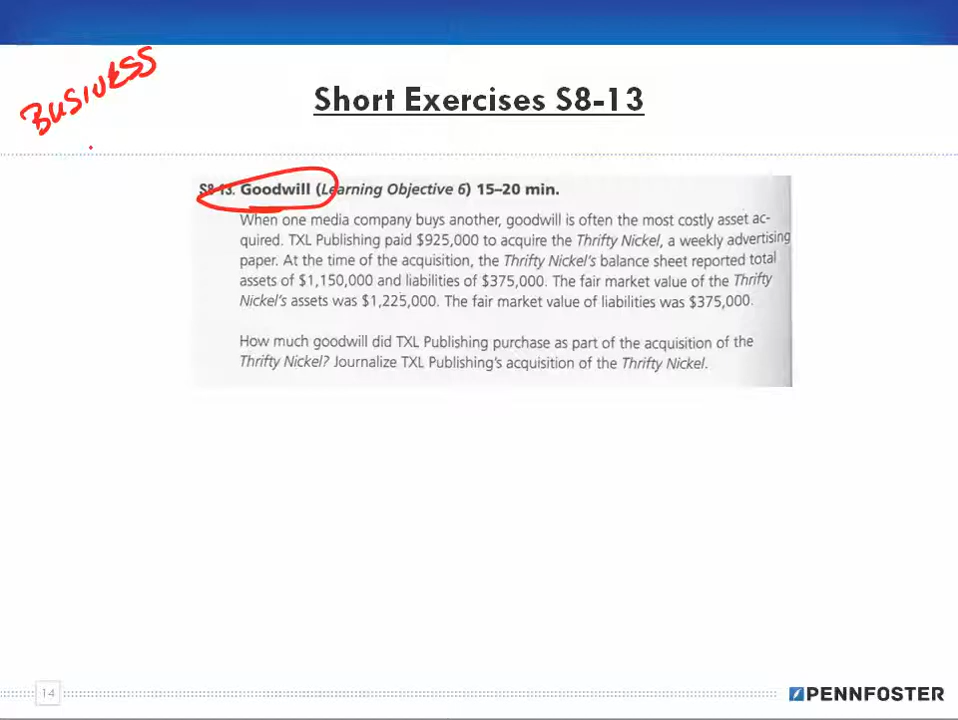 BUSINESS
Short Exercises S8-13
S8-13. Goodwill (Learning Objective 6) 15–20 min.
When one media company buys another, goodwill is often the most costly asset ac-
quired. TXL Publishing paid $925,000 to acquire the Thrifty Nickel, a weekly advertising
paper. At the time of the acquisition, the Thrifty Nickel's balance sheet reported total
assets of $1,150,000 and liabilities of $375,000. The fair market value of the Thrifty
Nickel's assets was $1,225,000. The fair market value of liabilities was $375,000.
How much goodwill did TXL Publishing purchase as part of the acquisition of the
Thrifty Nickel? Journalize TXL Publishing's acquisition of the Thrifty Nickel.
14
PENNFOSTER